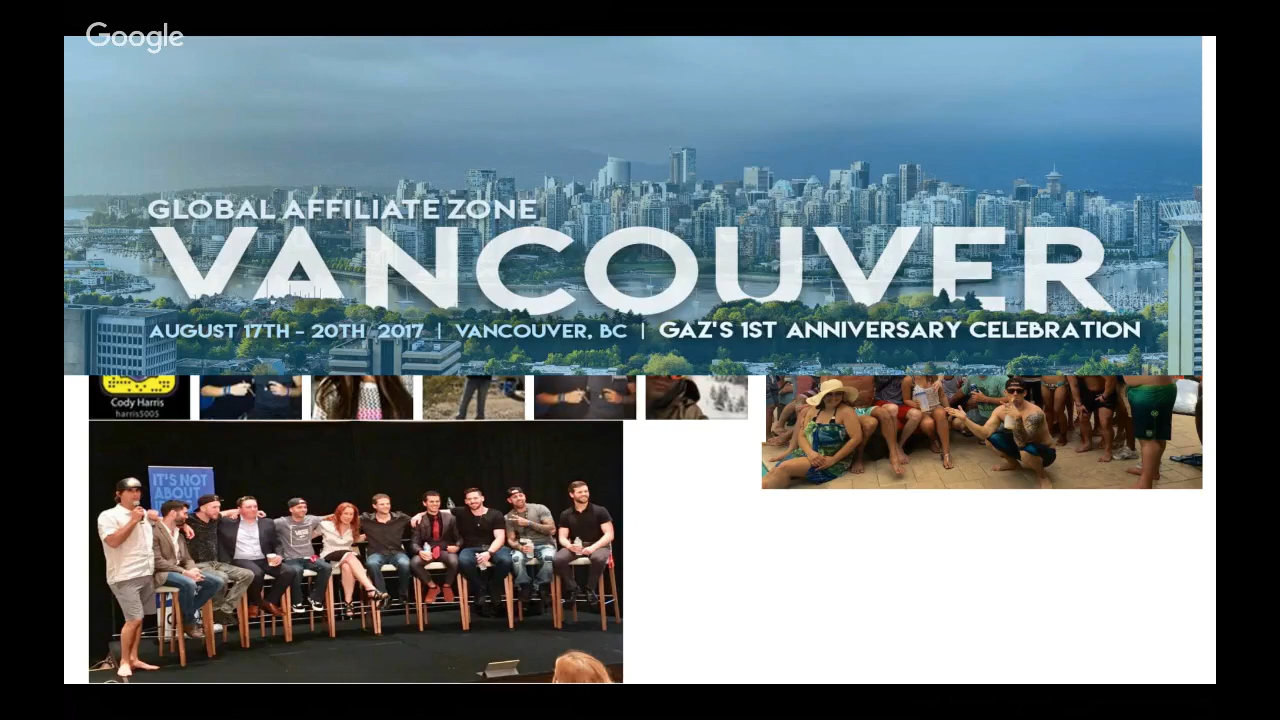 Google
GLOBAL AFFILIATE ZONE
VANCOUVER
AUGUST 17TH - 20TH 2017 | VANCOUVER, BC | GAZ'S 1ST ANNIVERSARY CELEBRATION
Cody Harris
harris5005
IT'S NOT
ABOUT